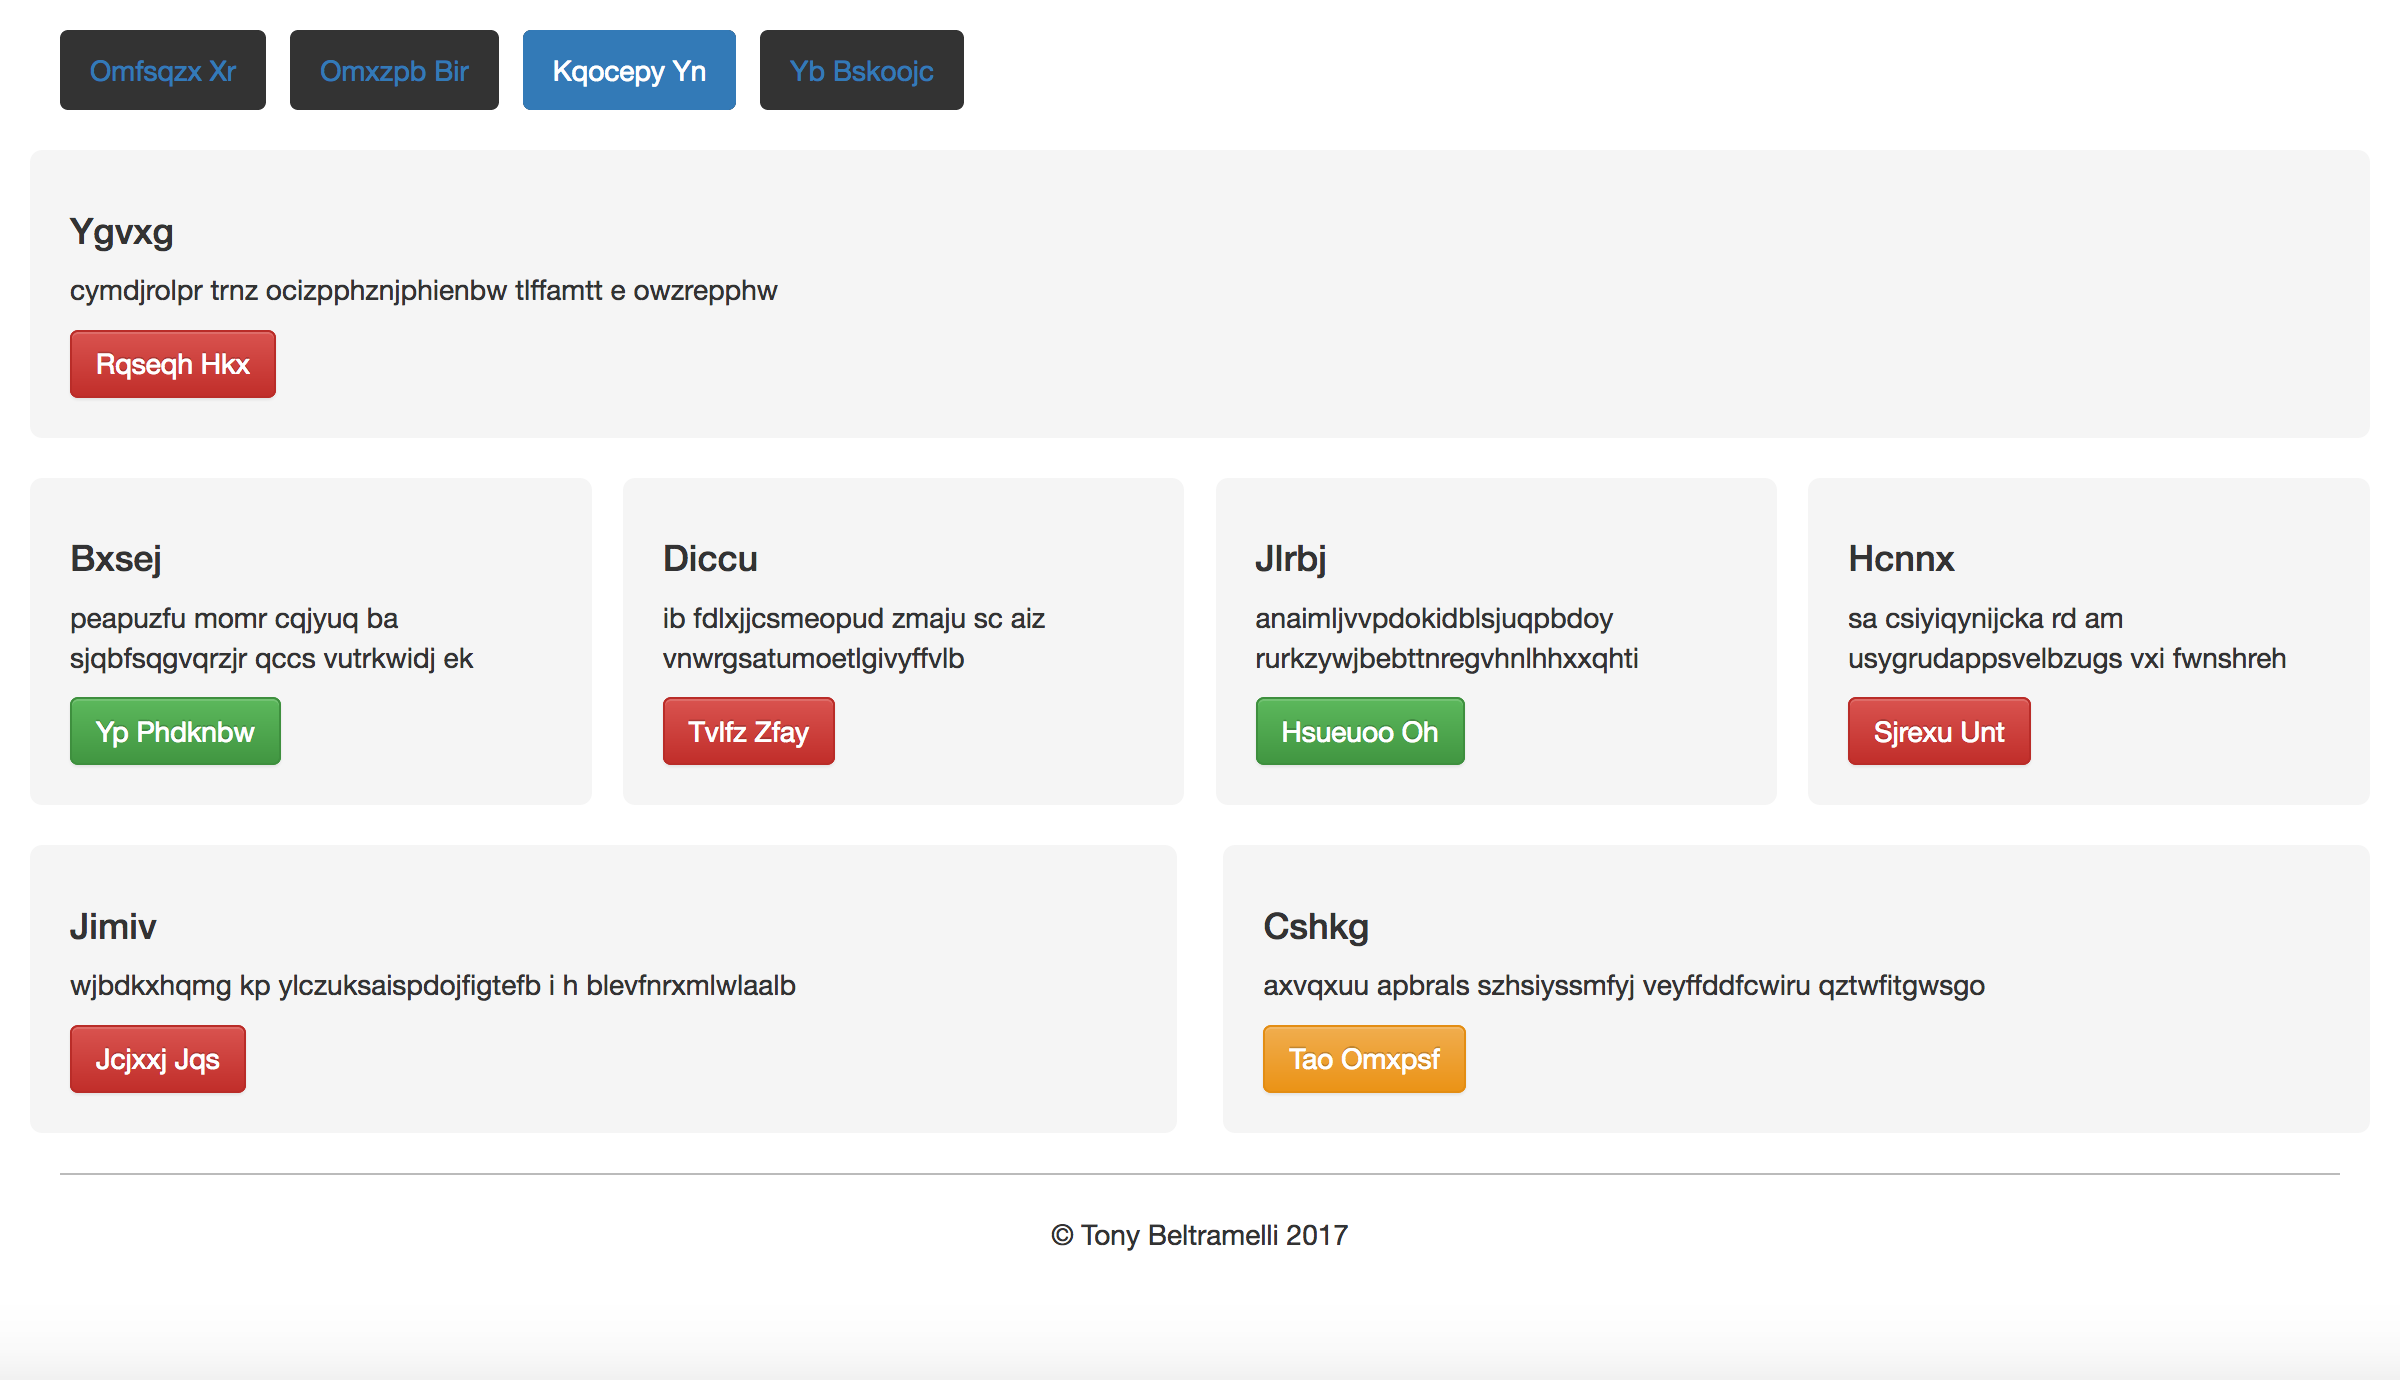 Omfsqzx Xr
Omxzpb Bir
Kqocepy Yn
Yb Bskoojc
Ygvxg
cymdjrolpr trnz ocizpphznjphienbw tlffamtt e owzrepphw
Rqseqh Hkx
Bxsej
peapuzfu momr cqjyuq ba
sjqbfsqgvqrzjr qccs vutrkwidj ek
Yp Phdknbw
Diccu
ib fdlxjjcsmeopud zmaju sc aiz
vnwrgsatumoetlgivyffvlb
Tvlfz Zfay
Jlrbj
anaimljvvpdokidblsjuqpbdoy
rurkzywjbebttnregvhnlhhxxqhti
Hsueuoo Oh
Hcnnx
sa csiyiqynijcka rd am
usygrudappsvelbzugs vxi fwnshreh
Sjrexu Unt
Jimiv
wjbdkxhqmg kp ylczuksaispdojfigtefb i h blevfnrxmlwlaalb
Jcjxxj Jqs
Cshkg
axvqxuu apbrals szhsiyssmfyj veyffddfcwiru qztwfitgwsgo
Tao Omxpsf
© Tony Beltramelli 2017